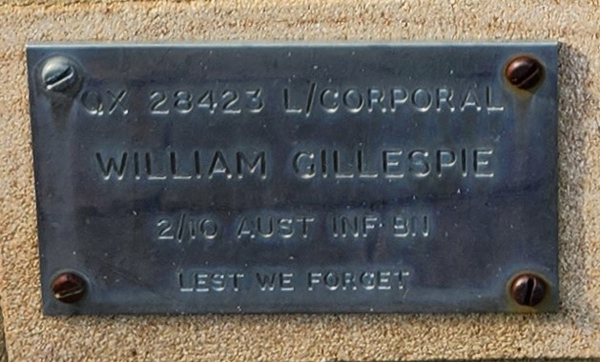 QX 28423 L/CORPORAL
WILLIAM GILLESPIE
2/10 AUST INF BN
LEST WE FORGET